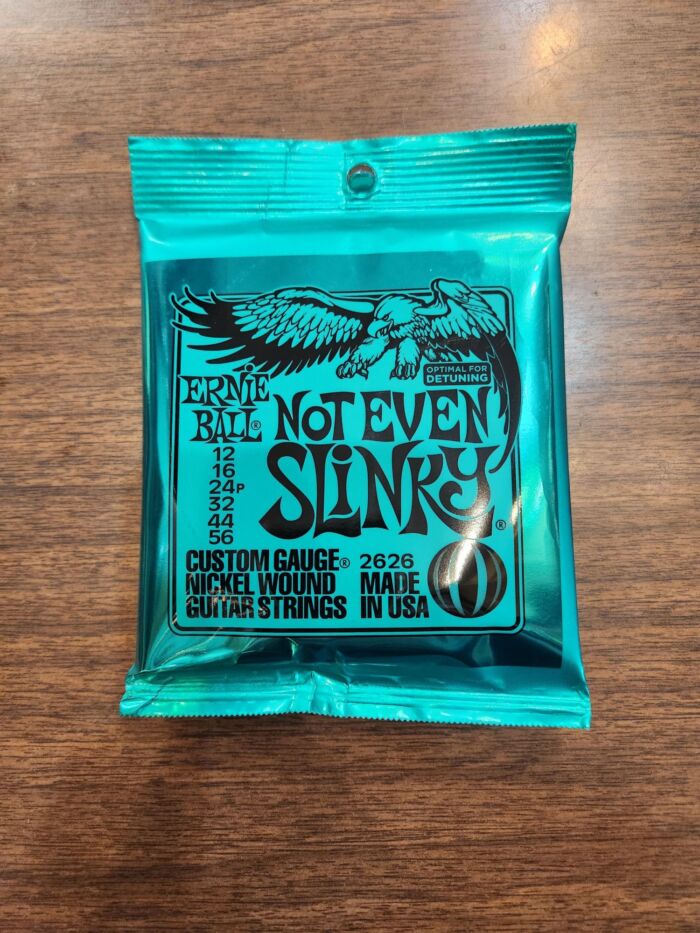 OPTIMAL FOR
DETUNING
ERNIE
BALL®
NOT EVEN
SLINKY®
12
16
24P
32
44
56
CUSTOM GAUGE®
NICKEL WOUND
GUITAR STRINGS
2626
MADE
IN USA